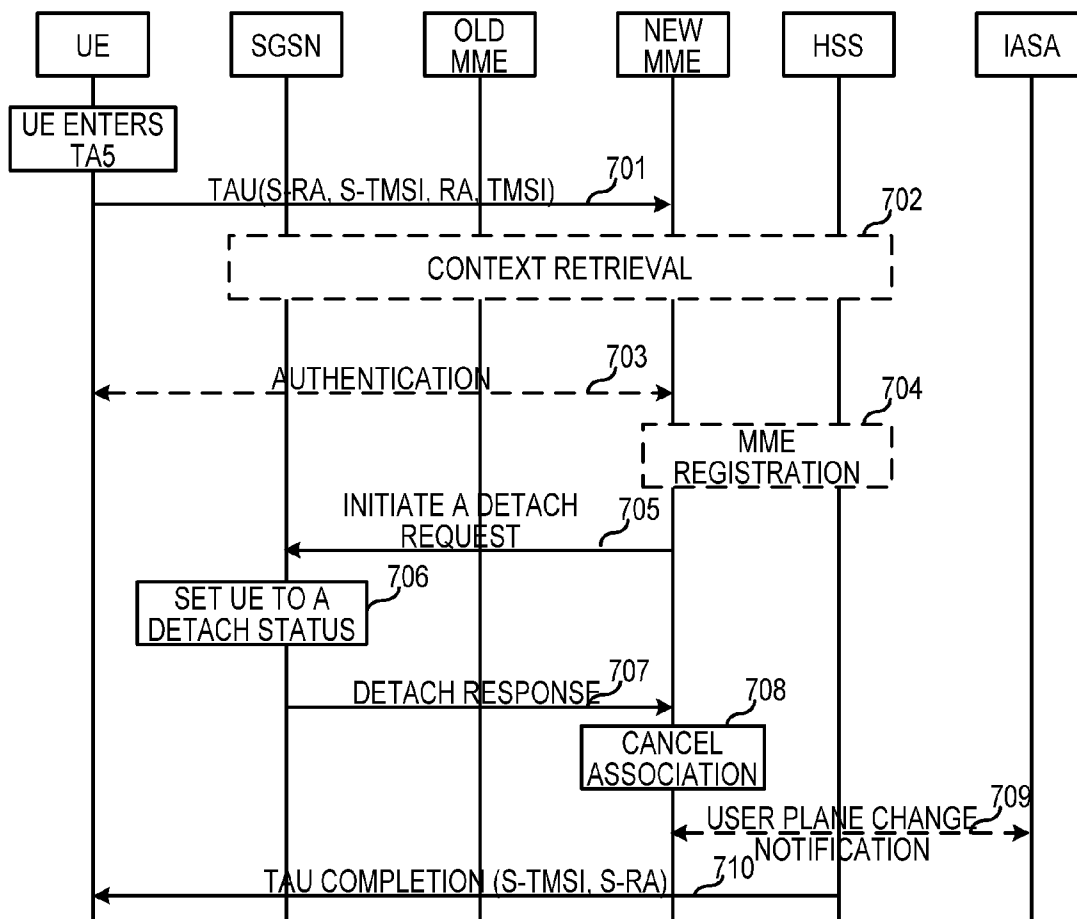 UE
SGSN
OLD
MME
NEW
MME
HSS
IASA
UE ENTERS
TA5
701
TAU(S-RA, S-TMSI, RA, TMSI)
702
CONTEXT RETRIEVAL
703
AUTHENTICATION
704
MME
REGISTRATION
INITIATE A DETACH
REQUEST
705
706
SET UE TO A
DETACH STATUS
707
DETACH RESPONSE
708
CANCEL
ASSOCIATION
709
USER PLANE CHANGE
NOTIFICATION
710
TAU COMPLETION (S-TMSI, S-RA)